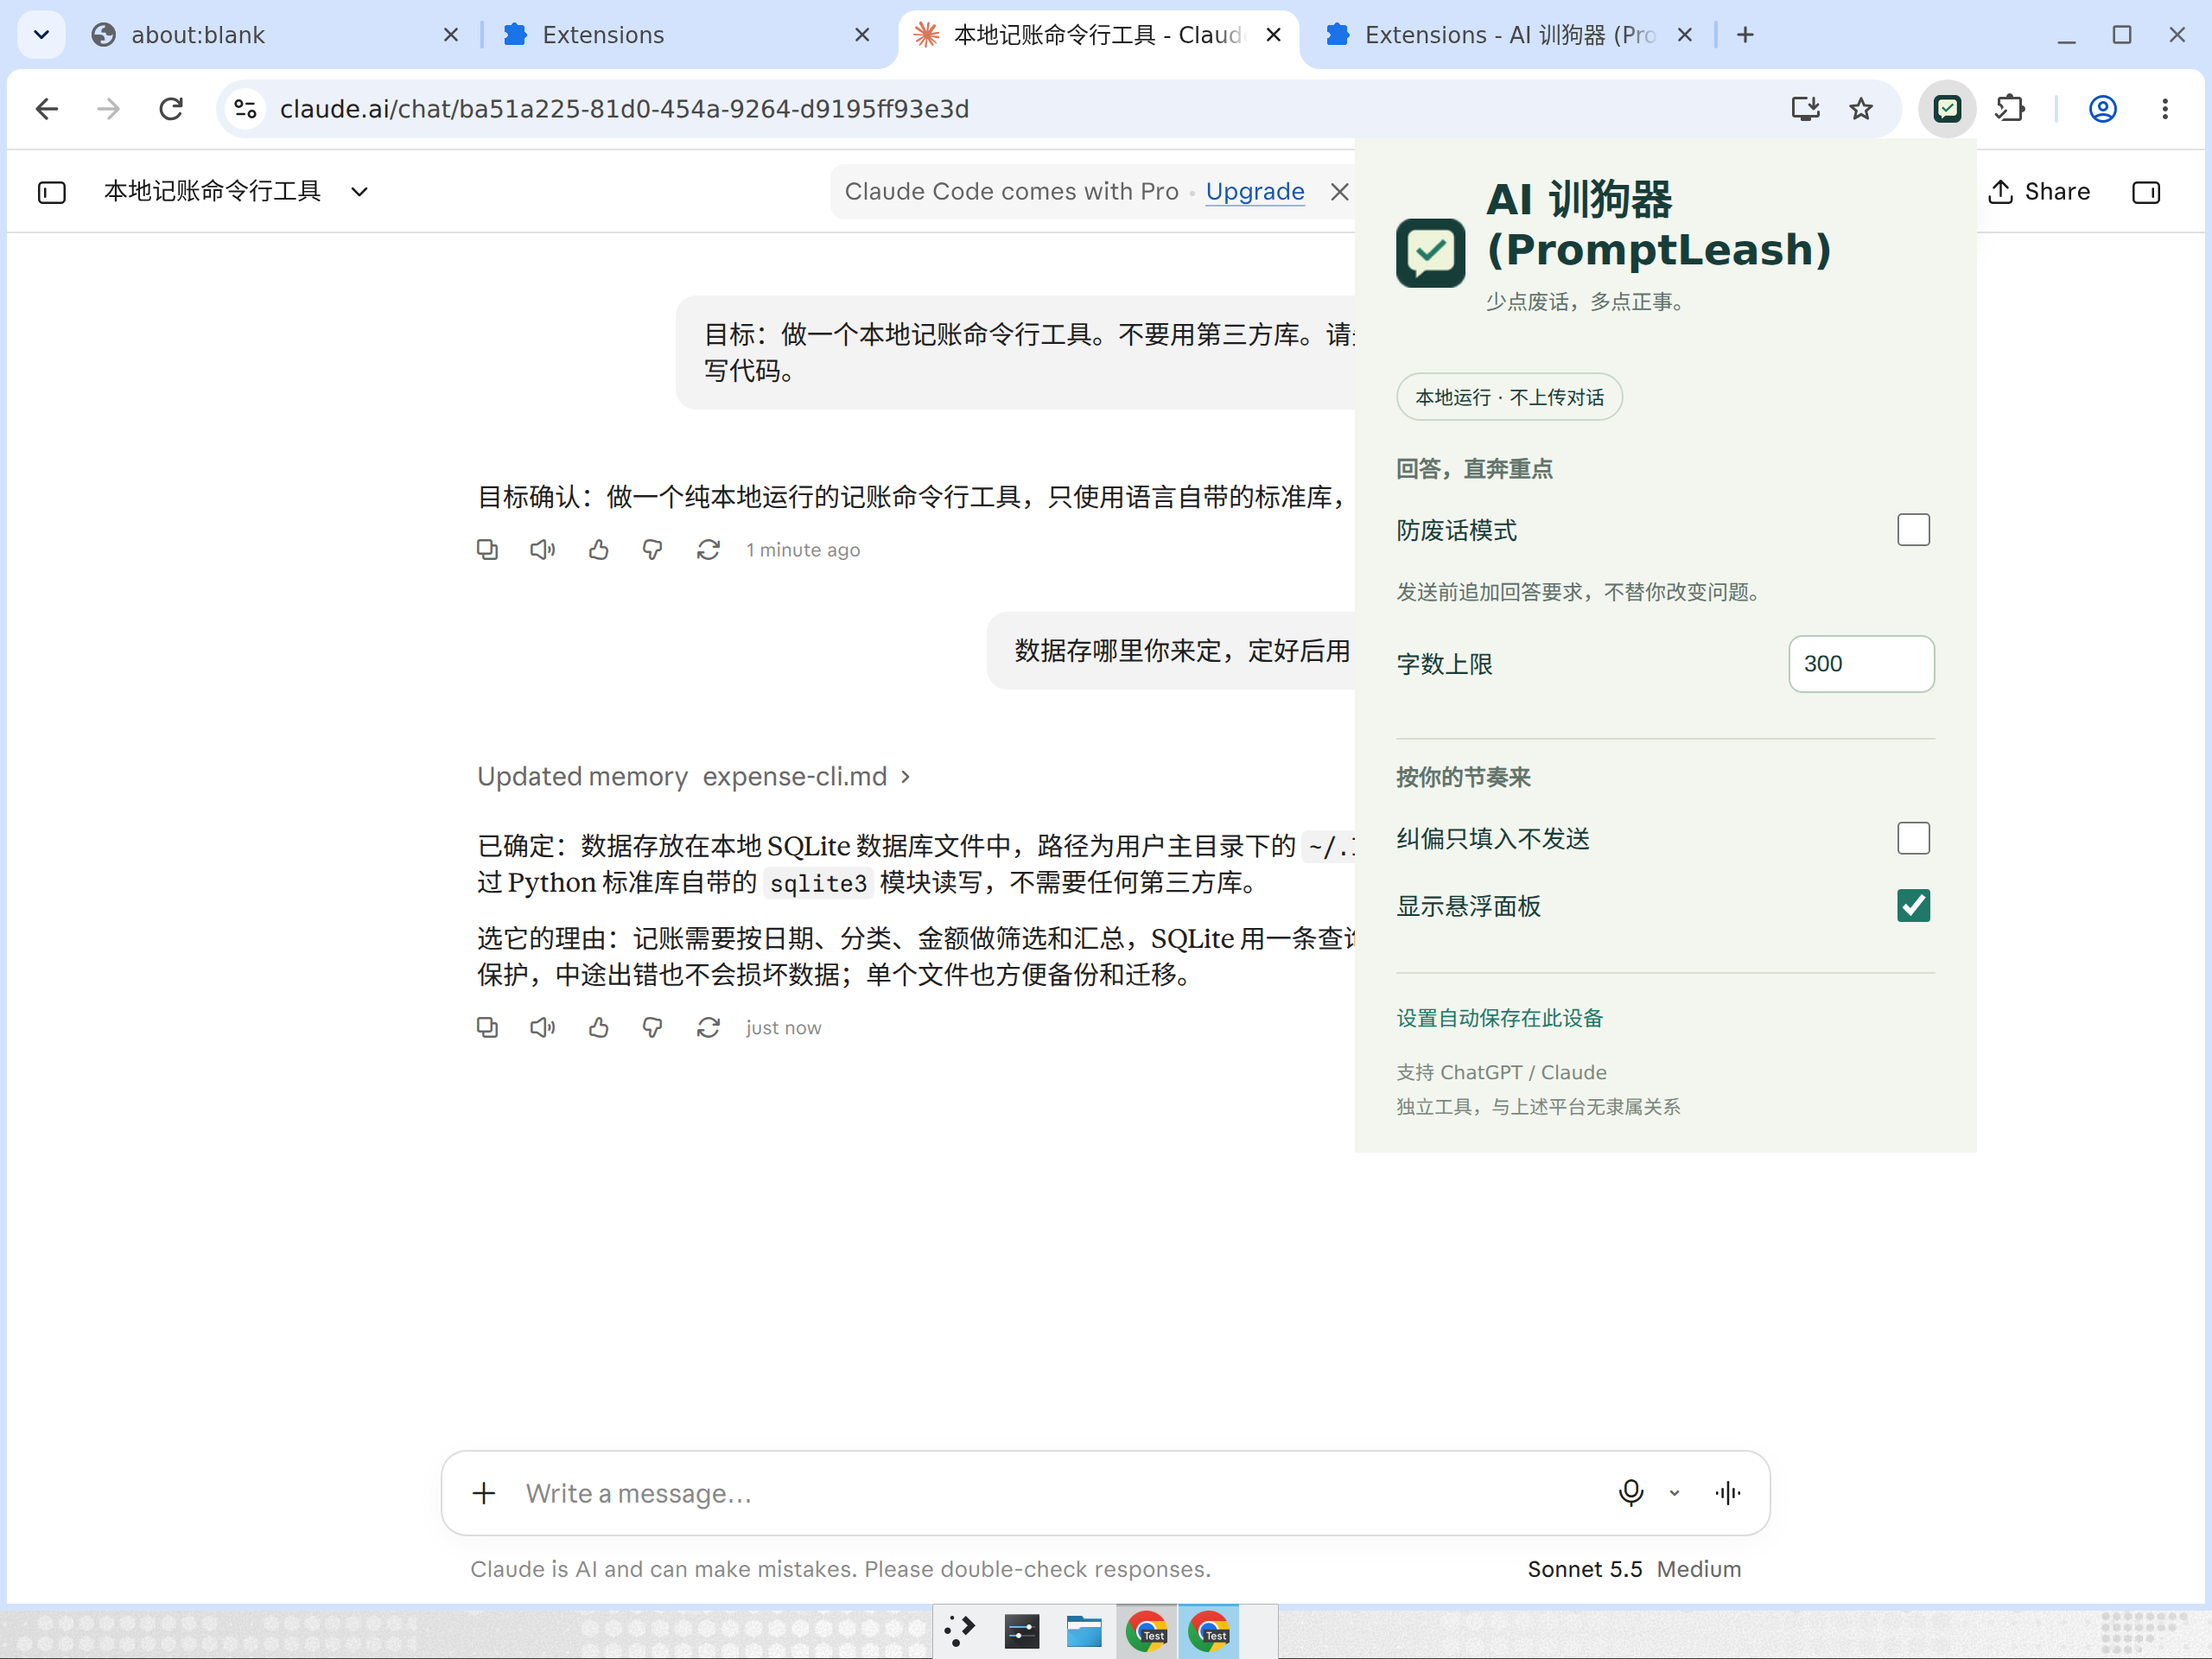 about:blank
Extensions
本地记账命令行工具 - Claud
Extensions - AI 训狗器 (Pro
claude.ai/chat/ba51a225-81d0-454a-9264-d9195ff93e3d
本地记账命令行工具
Claude Code comes with Pro · Upgrade
Share
目标：做一个本地记账命令行工具。不要用第三方库。请
写代码。
目标确认：做一个纯本地运行的记账命令行工具，只使用语言自带的标准库，
1 minute ago
数据存哪里你来定，定好后用
Updated memory expense-cli.md
已确定：数据存放在本地 SQLite 数据库文件中，路径为用户主目录下的 ~/.
过 Python 标准库自带的 sqlite3 模块读写，不需要任何第三方库。
选它的理由：记账需要按日期、分类、金额做筛选和汇总，SQLite 用一条查询
保护，中途出错也不会损坏数据；单个文件也方便备份和迁移。
just now
AI 训狗器
(PromptLeash)
少点废话，多点正事。
本地运行 · 不上传对话
回答，直奔重点
防废话模式
发送前追加回答要求，不替你改变问题。
字数上限
300
按你的节奏来
纠偏只填入不发送
显示悬浮面板
设置自动保存在此设备
支持 ChatGPT / Claude
独立工具，与上述平台无隶属关系
Write a message...
Claude is AI and can make mistakes. Please double-check responses.
Sonnet 5.5 Medium
Test
Test